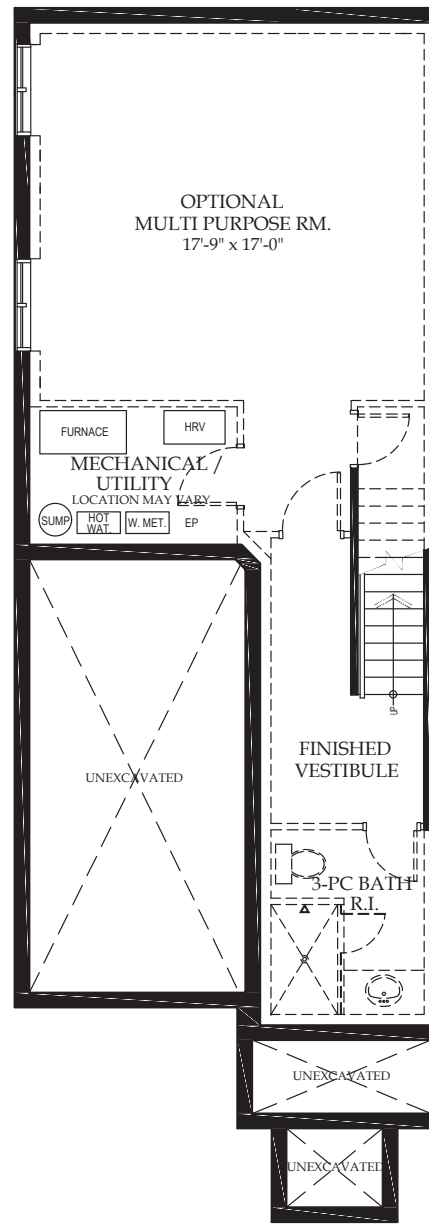 OPTIONAL
MULTI PURPOSE RM.
17'-9" x 17'-0"
FURNACE
HRV
MECHANICAL /
UTILITY
LOCATION MAY VARY
SUMP
HOT
WAT.
W. MET.
EP
UP
FINISHED
VESTIBULE
UNEXCAVATED
3-PC BATH
R.I.
UNEXCAVATED
UNEXCAVATED